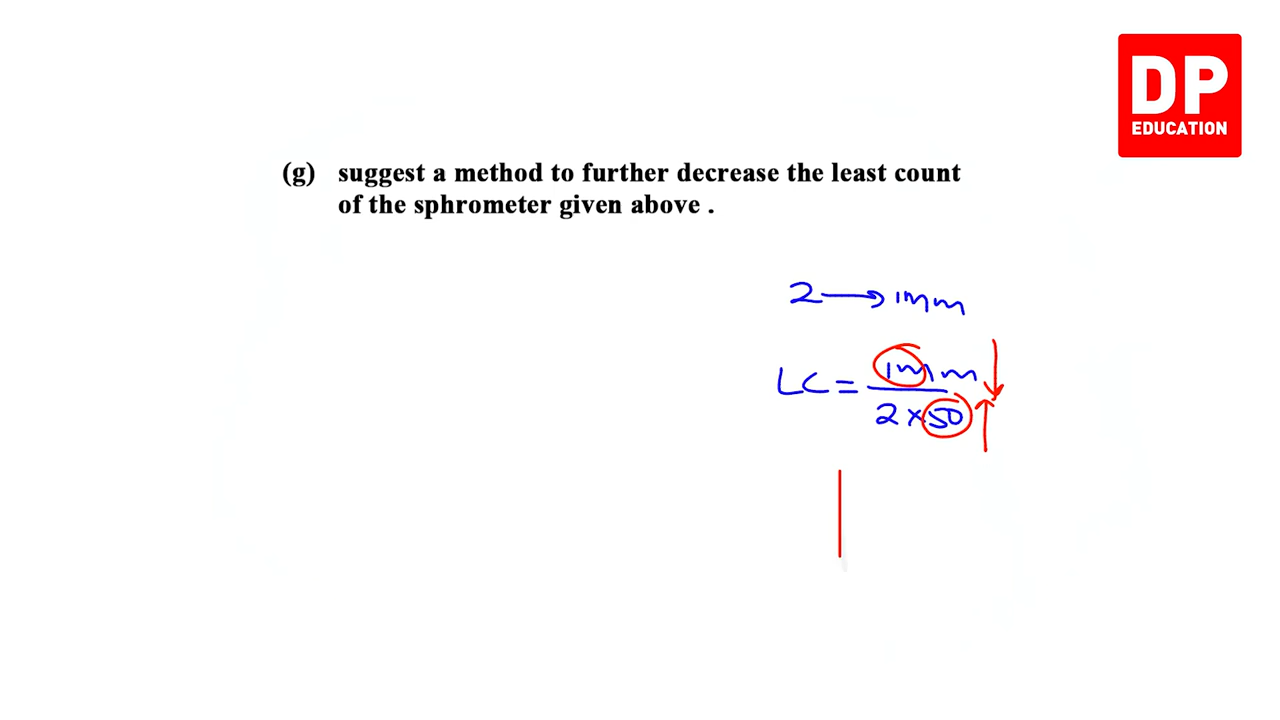 DP
EDUCATION
(g) suggest a method to further decrease the least count
of the sphrometer given above .
2 → 1mm
LC = 1mm
2 × 50